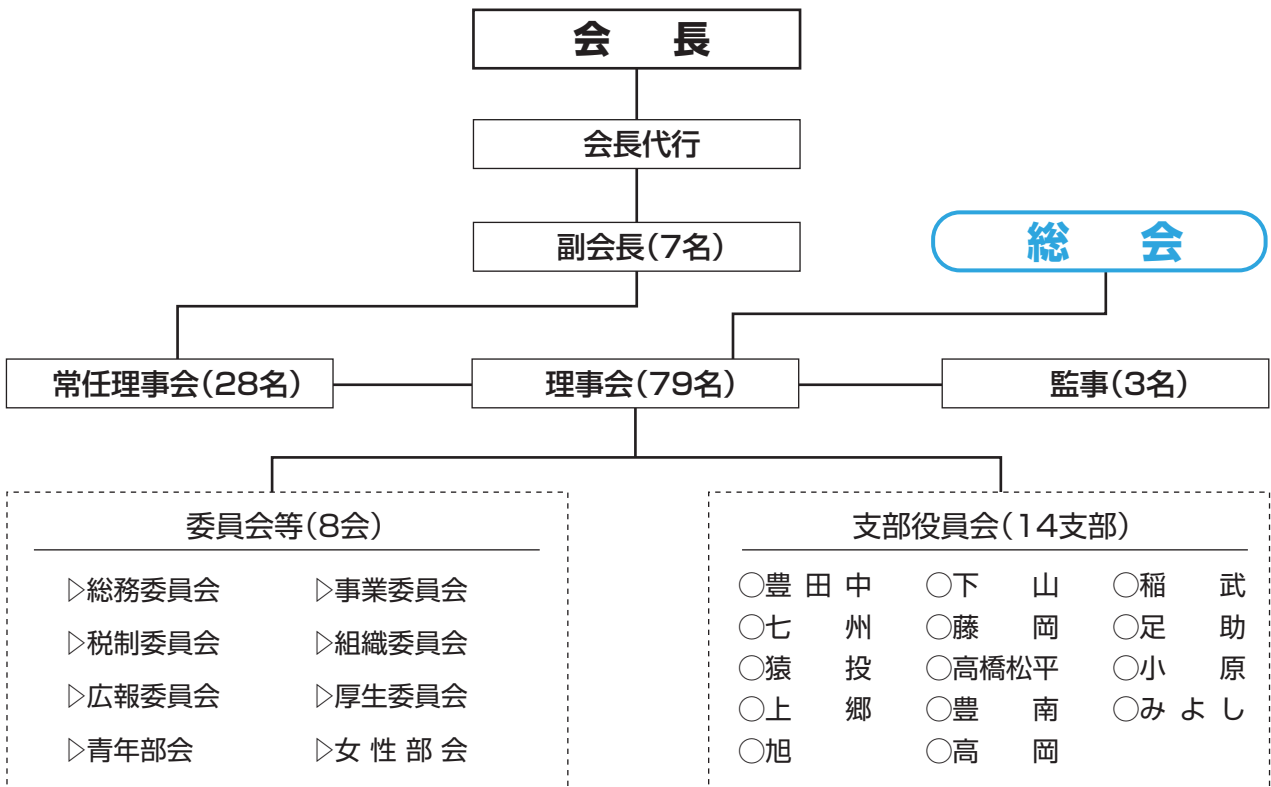 会長
会長代行
副会長(7名)
総会
常任理事会(28名)
理事会(79名)
監事(3名)
委員会等(8会)
▷総務委員会 ▷事業委員会
▷税制委員会 ▷組織委員会
▷広報委員会 ▷厚生委員会
▷青年部会 ▷女性部会
支部役員会(14支部)
○豊田中 ○下山 ○稲武
○七州 ○藤岡 ○足助
○猿投 ○高橋松平 ○小原
○上郷 ○豊南 ○みよし
○旭 ○高岡